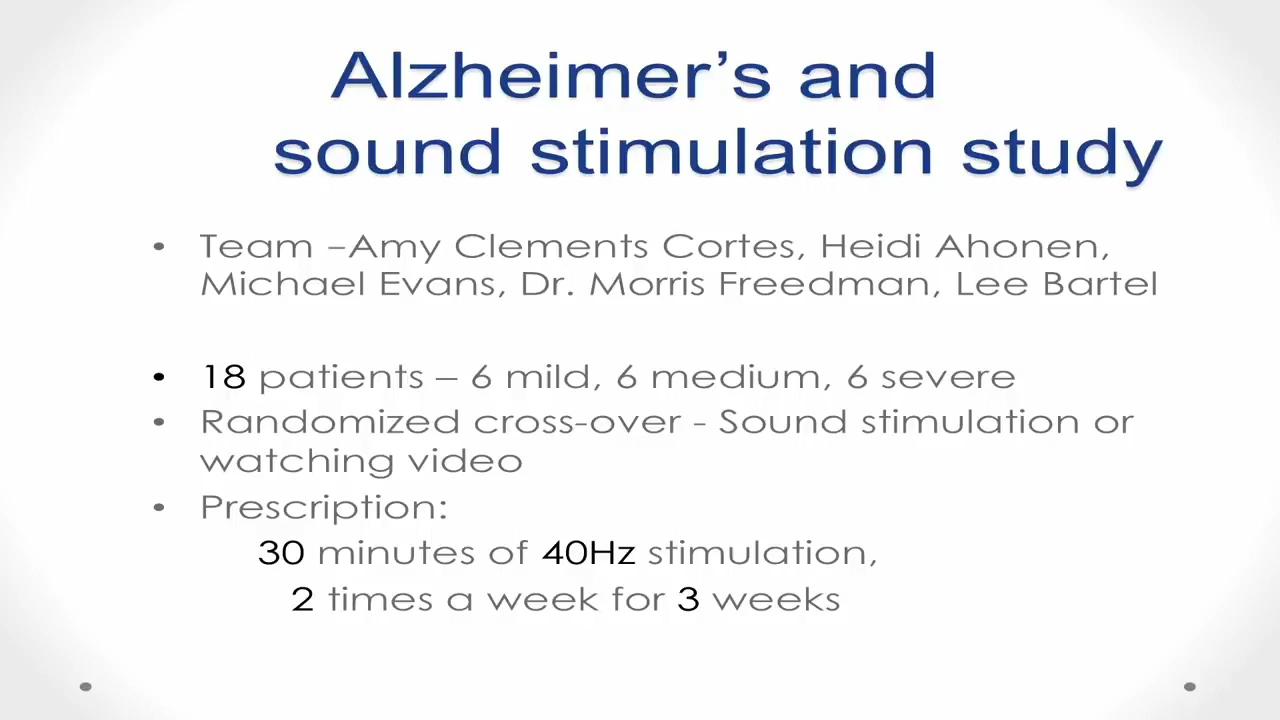 Alzheimer’s and
sound stimulation study
• Team –Amy Clements Cortes, Heidi Ahonen,
Michael Evans, Dr. Morris Freedman, Lee Bartel
• 18 patients – 6 mild, 6 medium, 6 severe
• Randomized cross-over - Sound stimulation or
watching video
• Prescription:
30 minutes of 40Hz stimulation,
2 times a week for 3 weeks